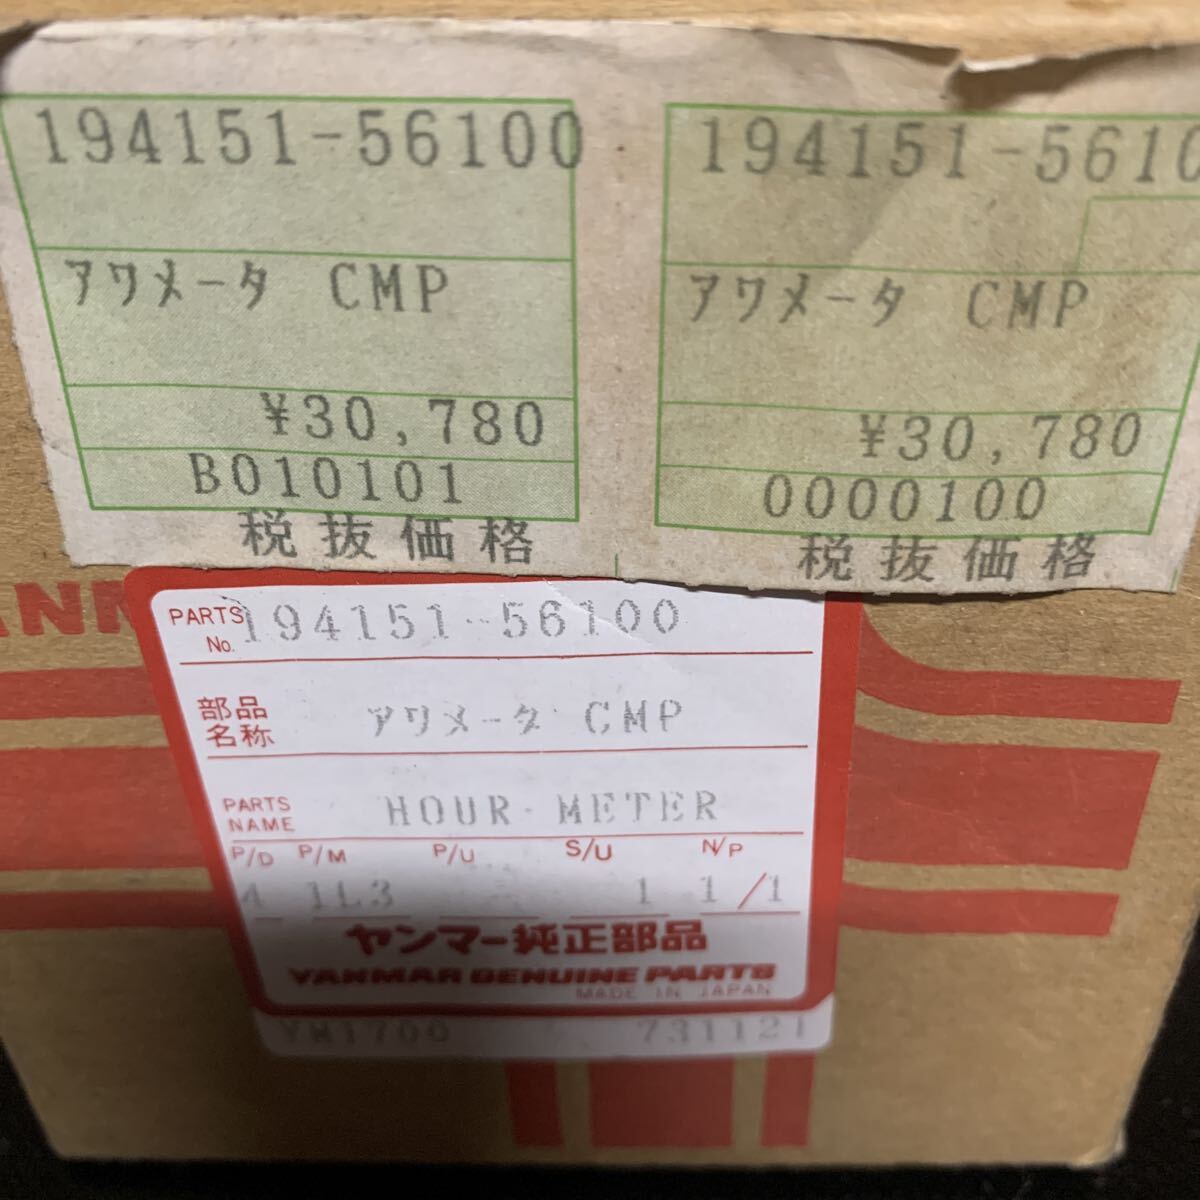 194151-56100
アワメータ CMP
¥30,780
B010101
税抜価格
194151-5610
アワメータ CMP
¥30,780
0000100
税抜価格
PARTS No. 194151-56100
部品名称 アワメータ CMP
PARTS NAME HOUR METER
P/D P/M P/U S/U N/P
4 1L3 1 1/1
ヤンマー純正部品
YANMAR GENUINE PARTS
MADE IN JAPAN
YM1700 731121